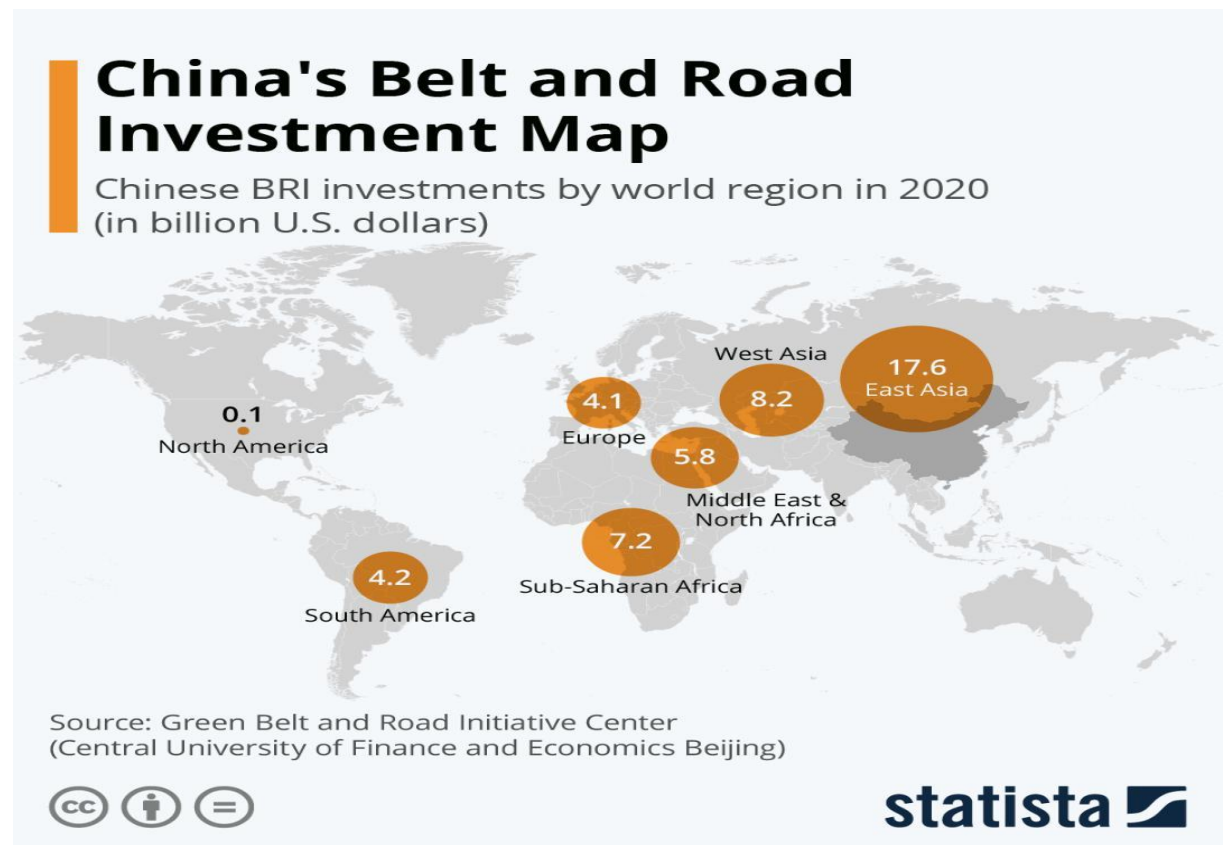 China's Belt and Road
Investment Map
Chinese BRI investments by world region in 2020
(in billion U.S. dollars)
17.6
East Asia
West Asia
8.2
4.1
Europe
0.1
North America
5.8
Middle East &
North Africa
7.2
Sub-Saharan Africa
4.2
South America
Source: Green Belt and Road Initiative Center
(Central University of Finance and Economics Beijing)
cc
=
statista